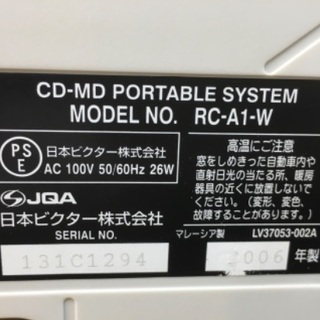 CD-MD PORTABLE SYSTEM
MODEL NO. RC-A1-W
PS
E
日本ビクター株式会社
AC 100V 50/60Hz 26W
JQA
日本ビクター株式会社
SERIAL NO.
131C1294
高温にご注意
窓をしめきった自動車内や
直射日光の当たる所、暖房
器具の近くに放置しないで
ください。(変形、変色、
故障することがあります。)
マレーシア製 LV37053-002A
2006 年製